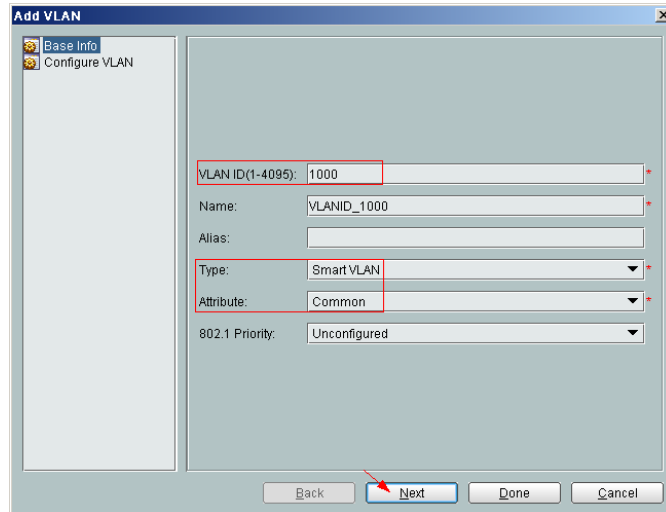 Add VLAN
Base Info
Configure VLAN
VLAN ID(1-4095): 1000 *
Name: VLANID_1000 *
Alias:
Type: Smart VLAN *
Attribute: Common *
802.1 Priority: Unconfigured
Back Next Done Cancel